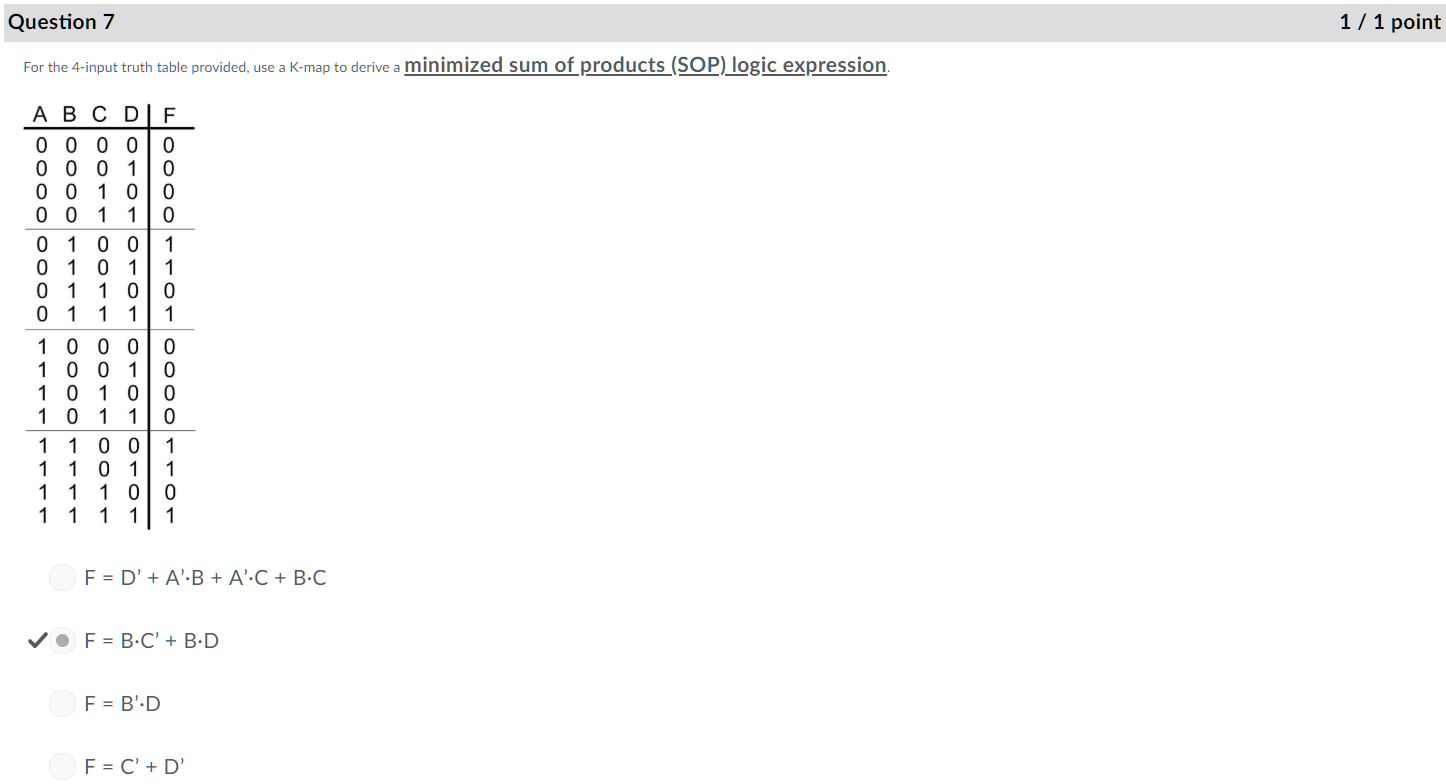 Question 7 1 / 1 point
For the 4-input truth table provided, use a K-map to derive a minimized sum of products (SOP) logic expression.
A B C D F
0 0 0 0 0
0 0 0 1 0
0 0 1 0 0
0 0 1 1 0
0 1 0 0 1
0 1 0 1 1
0 1 1 0 0
0 1 1 1 1
1 0 0 0 0
1 0 0 1 0
1 0 1 0 0
1 0 1 1 0
1 1 0 0 1
1 1 0 1 1
1 1 1 0 0
1 1 1 1 1
F = D’ + A’·B + A’·C + B·C
F = B·C’ + B·D
F = B’·D
F = C’ + D’